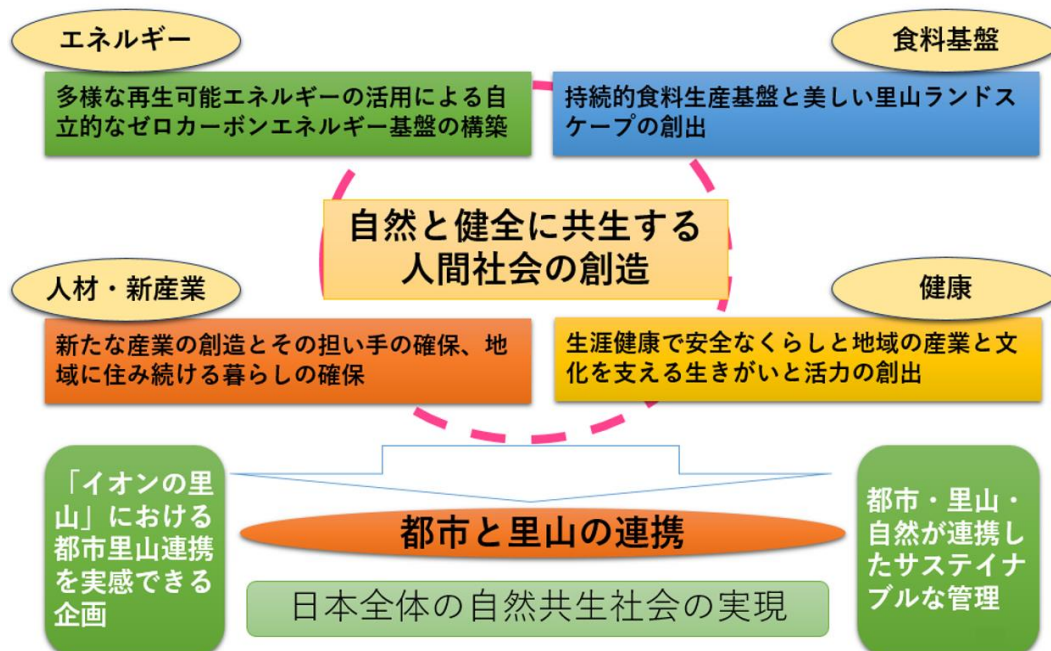 エネルギー
多様な再生可能エネルギーの活用による自
立的なゼロカーボンエネルギー基盤の構築
食料基盤
持続的食料生産基盤と美しい里山ランドス
ケープの創出
自然と健全に共生する
人間社会の創造
人材・新産業
新たな産業の創造とその担い手の確保、地
域に住み続ける暮らしの確保
健康
生涯健康で安全なくらしと地域の産業と文
化を支える生きがいと活力の創出
「イオンの里
山」における
都市里山連携
を実感できる
企画
都市と里山の連携
日本全体の自然共生社会の実現
都市・里山・
自然が連携し
たサステイナ
ブルな管理